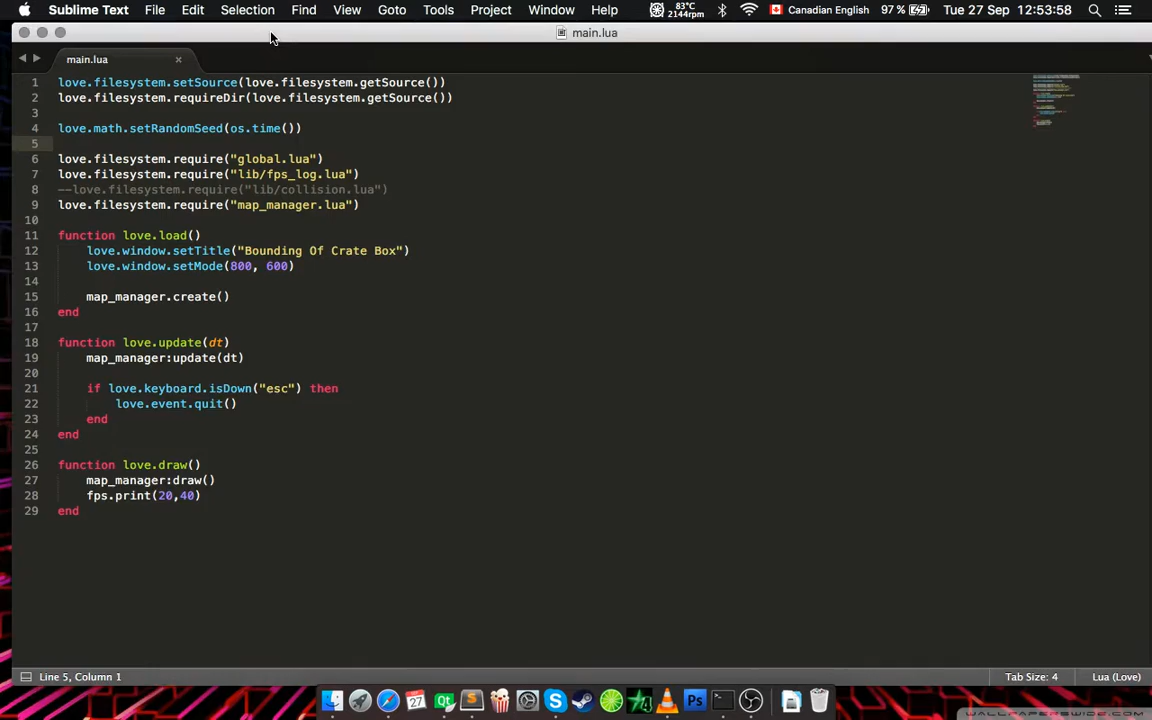 Sublime Text File Edit Selection Find View Goto Tools Project Window Help 83°C 2144rpm Canadian English 97 % Tue 27 Sep 12:53:58
main.lua
main.lua ×
1 love.filesystem.setSource(love.filesystem.getSource())
2 love.filesystem.requireDir(love.filesystem.getSource())
3
4 love.math.setRandomSeed(os.time())
5
6 love.filesystem.require("global.lua")
7 love.filesystem.require("lib/fps_log.lua")
8 --love.filesystem.require("lib/collision.lua")
9 love.filesystem.require("map_manager.lua")
10
11 function love.load()
12 love.window.setTitle("Bounding Of Crate Box")
13 love.window.setMode(800, 600)
14
15 map_manager.create()
16 end
17
18 function love.update(dt)
19 map_manager:update(dt)
20
21 if love.keyboard.isDown("esc") then
22 love.event.quit()
23 end
24 end
25
26 function love.draw()
27 map_manager:draw()
28 fps.print(20,40)
29 end
Line 5, Column 1 Tab Size: 4 Lua (Love)
27 Qt S Ps
WALLPAPERSWIDE.COM